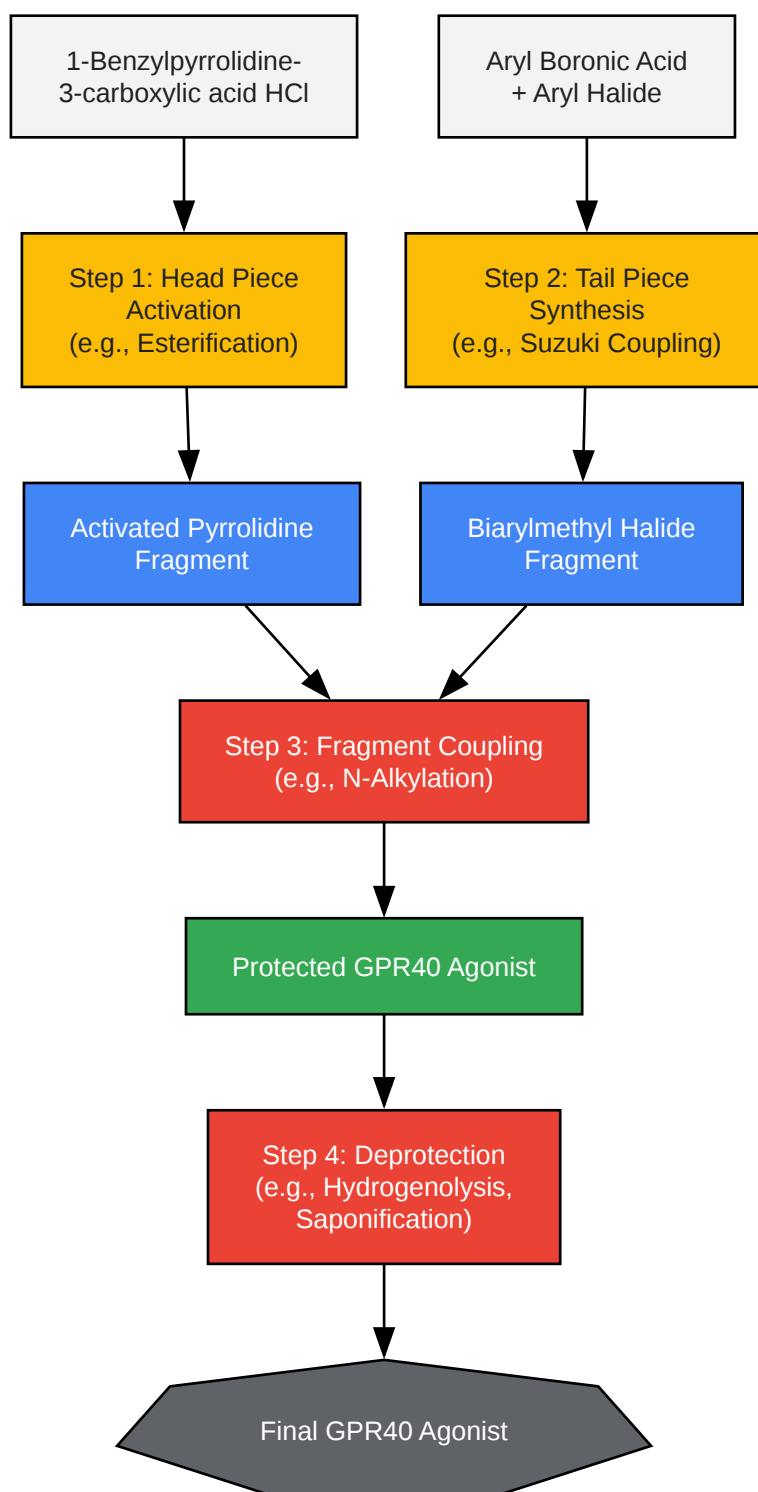 1-Benzylpyrrolidine-
3-carboxylic acid HCl
Aryl Boronic Acid
+ Aryl Halide
Step 1: Head Piece
Activation
(e.g., Esterification)
Step 2: Tail Piece
Synthesis
(e.g., Suzuki Coupling)
Activated Pyrrolidine
Fragment
Biarylmethyl Halide
Fragment
Step 3: Fragment Coupling
(e.g., N-Alkylation)
Protected GPR40 Agonist
Step 4: Deprotection
(e.g., Hydrogenolysis,
Saponification)
Final GPR40 Agonist